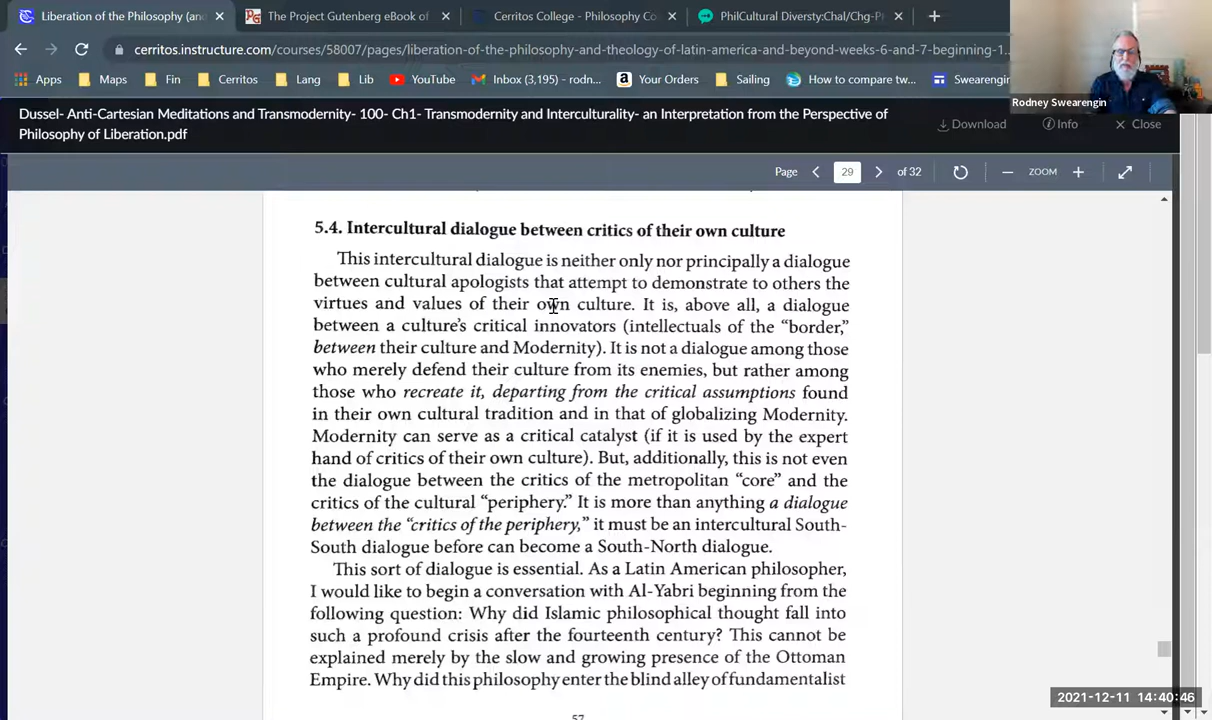 Liberation of the Philosophy (and
The Project Gutenberg eBook of
Cerritos College - Philosophy Co
PhilCultural Diversty:Chal/Chg-P
cerritos.instructure.com/courses/58007/pages/liberation-of-the-philosophy-and-theology-of-latin-america-and-beyond-weeks-6-and-7-beginning-1...
Apps Maps Fin Cerritos Lang Lib YouTube Inbox (3,195) - rodn... Your Orders Sailing How to compare tw... Swearengin
Rodney Swearengin
Dussel- Anti-Cartesian Meditations and Transmodernity- 100- Ch1- Transmodernity and Interculturality- an Interpretation from the Perspective of
Philosophy of Liberation.pdf
Download Info Close
Page 29 of 32 ZOOM
5.4. Intercultural dialogue between critics of their own culture
This intercultural dialogue is neither only nor principally a dialogue
between cultural apologists that attempt to demonstrate to others the
virtues and values of their own culture. It is, above all, a dialogue
between a culture’s critical innovators (intellectuals of the “border,”
between their culture and Modernity). It is not a dialogue among those
who merely defend their culture from its enemies, but rather among
those who recreate it, departing from the critical assumptions found
in their own cultural tradition and in that of globalizing Modernity.
Modernity can serve as a critical catalyst (if it is used by the expert
hand of critics of their own culture). But, additionally, this is not even
the dialogue between the critics of the metropolitan “core” and the
critics of the cultural “periphery.” It is more than anything a dialogue
between the “critics of the periphery,” it must be an intercultural South-
South dialogue before can become a South-North dialogue.
This sort of dialogue is essential. As a Latin American philosopher,
I would like to begin a conversation with Al-Yabri beginning from the
following question: Why did Islamic philosophical thought fall into
such a profound crisis after the fourteenth century? This cannot be
explained merely by the slow and growing presence of the Ottoman
Empire. Why did this philosophy enter the blind alley of fundamentalist
57
2021-12-11 14:40:46